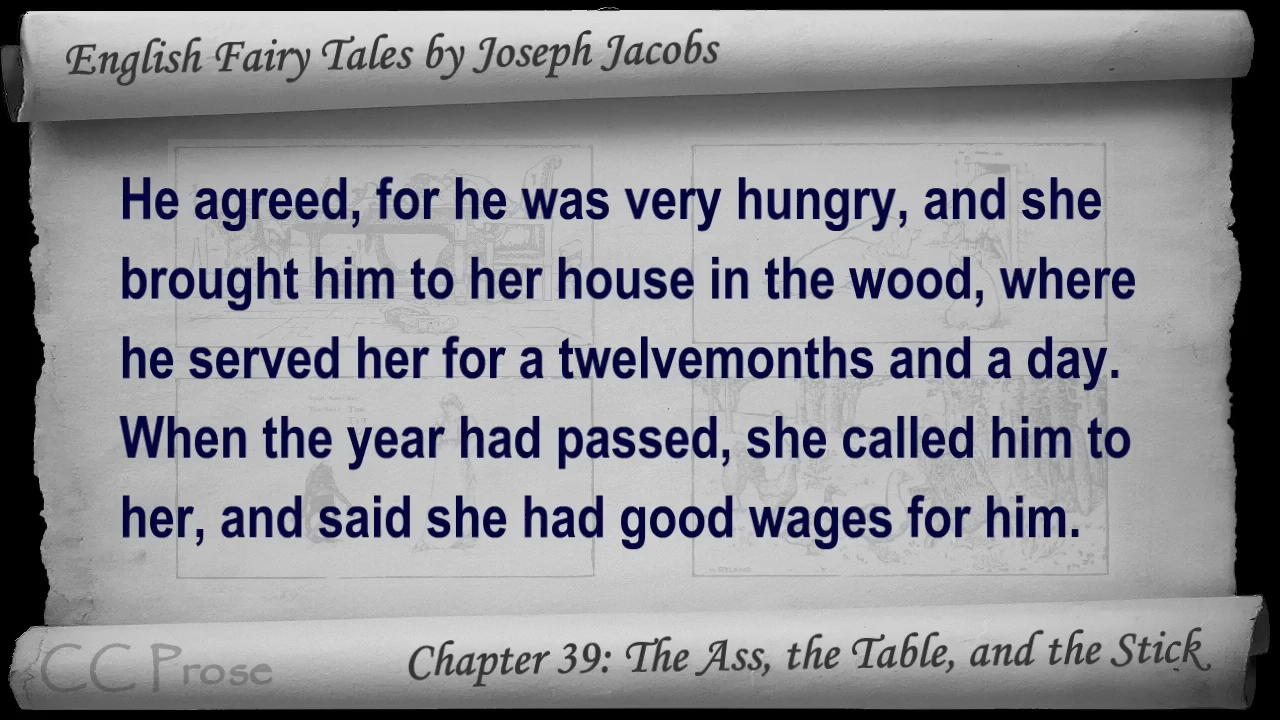 English Fairy Tales by Joseph Jacobs
He agreed, for he was very hungry, and she
brought him to her house in the wood, where
he served her for a twelvemonths and a day.
When the year had passed, she called him to
her, and said she had good wages for him.
CC Prose
Chapter 39: The Ass, the Table, and the Stick